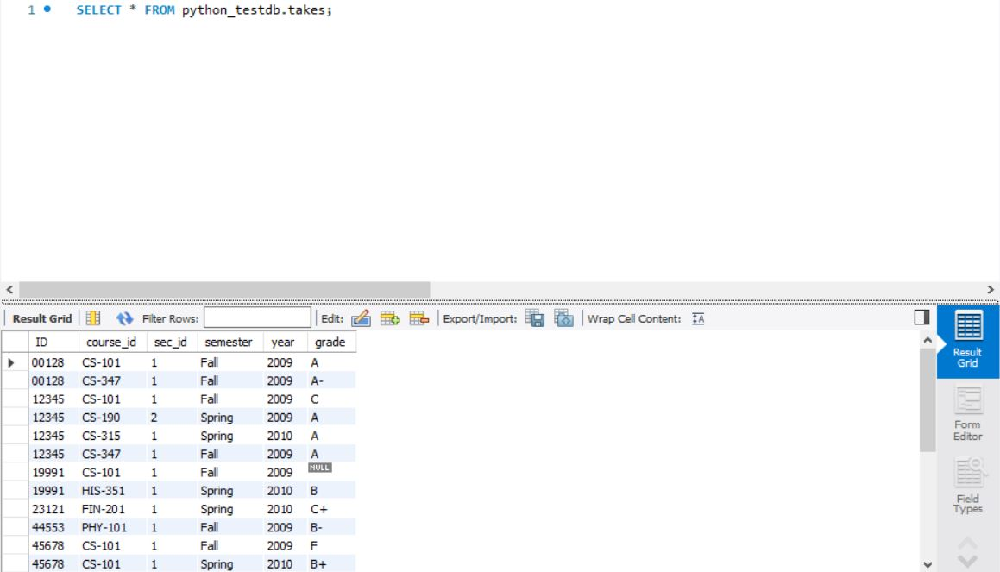 1 SELECT * FROM python_testdb.takes;
Result Grid Filter Rows: Edit: Export/Import: Wrap Cell Content: IA
ID course_id sec_id semester year grade
00128 CS-101 1 Fall 2009 A
00128 CS-347 1 Fall 2009 A-
12345 CS-101 1 Fall 2009 C
12345 CS-190 2 Spring 2009 A
12345 CS-315 1 Spring 2010 A
12345 CS-347 1 Fall 2009 A
19991 CS-101 1 Fall 2009 NULL
19991 HIS-351 1 Spring 2010 B
23121 FIN-201 1 Spring 2010 C+
44553 PHY-101 1 Fall 2009 B-
45678 CS-101 1 Fall 2009 F
45678 CS-101 1 Spring 2010 B+
Result
Grid
Form
Editor
Field
Types